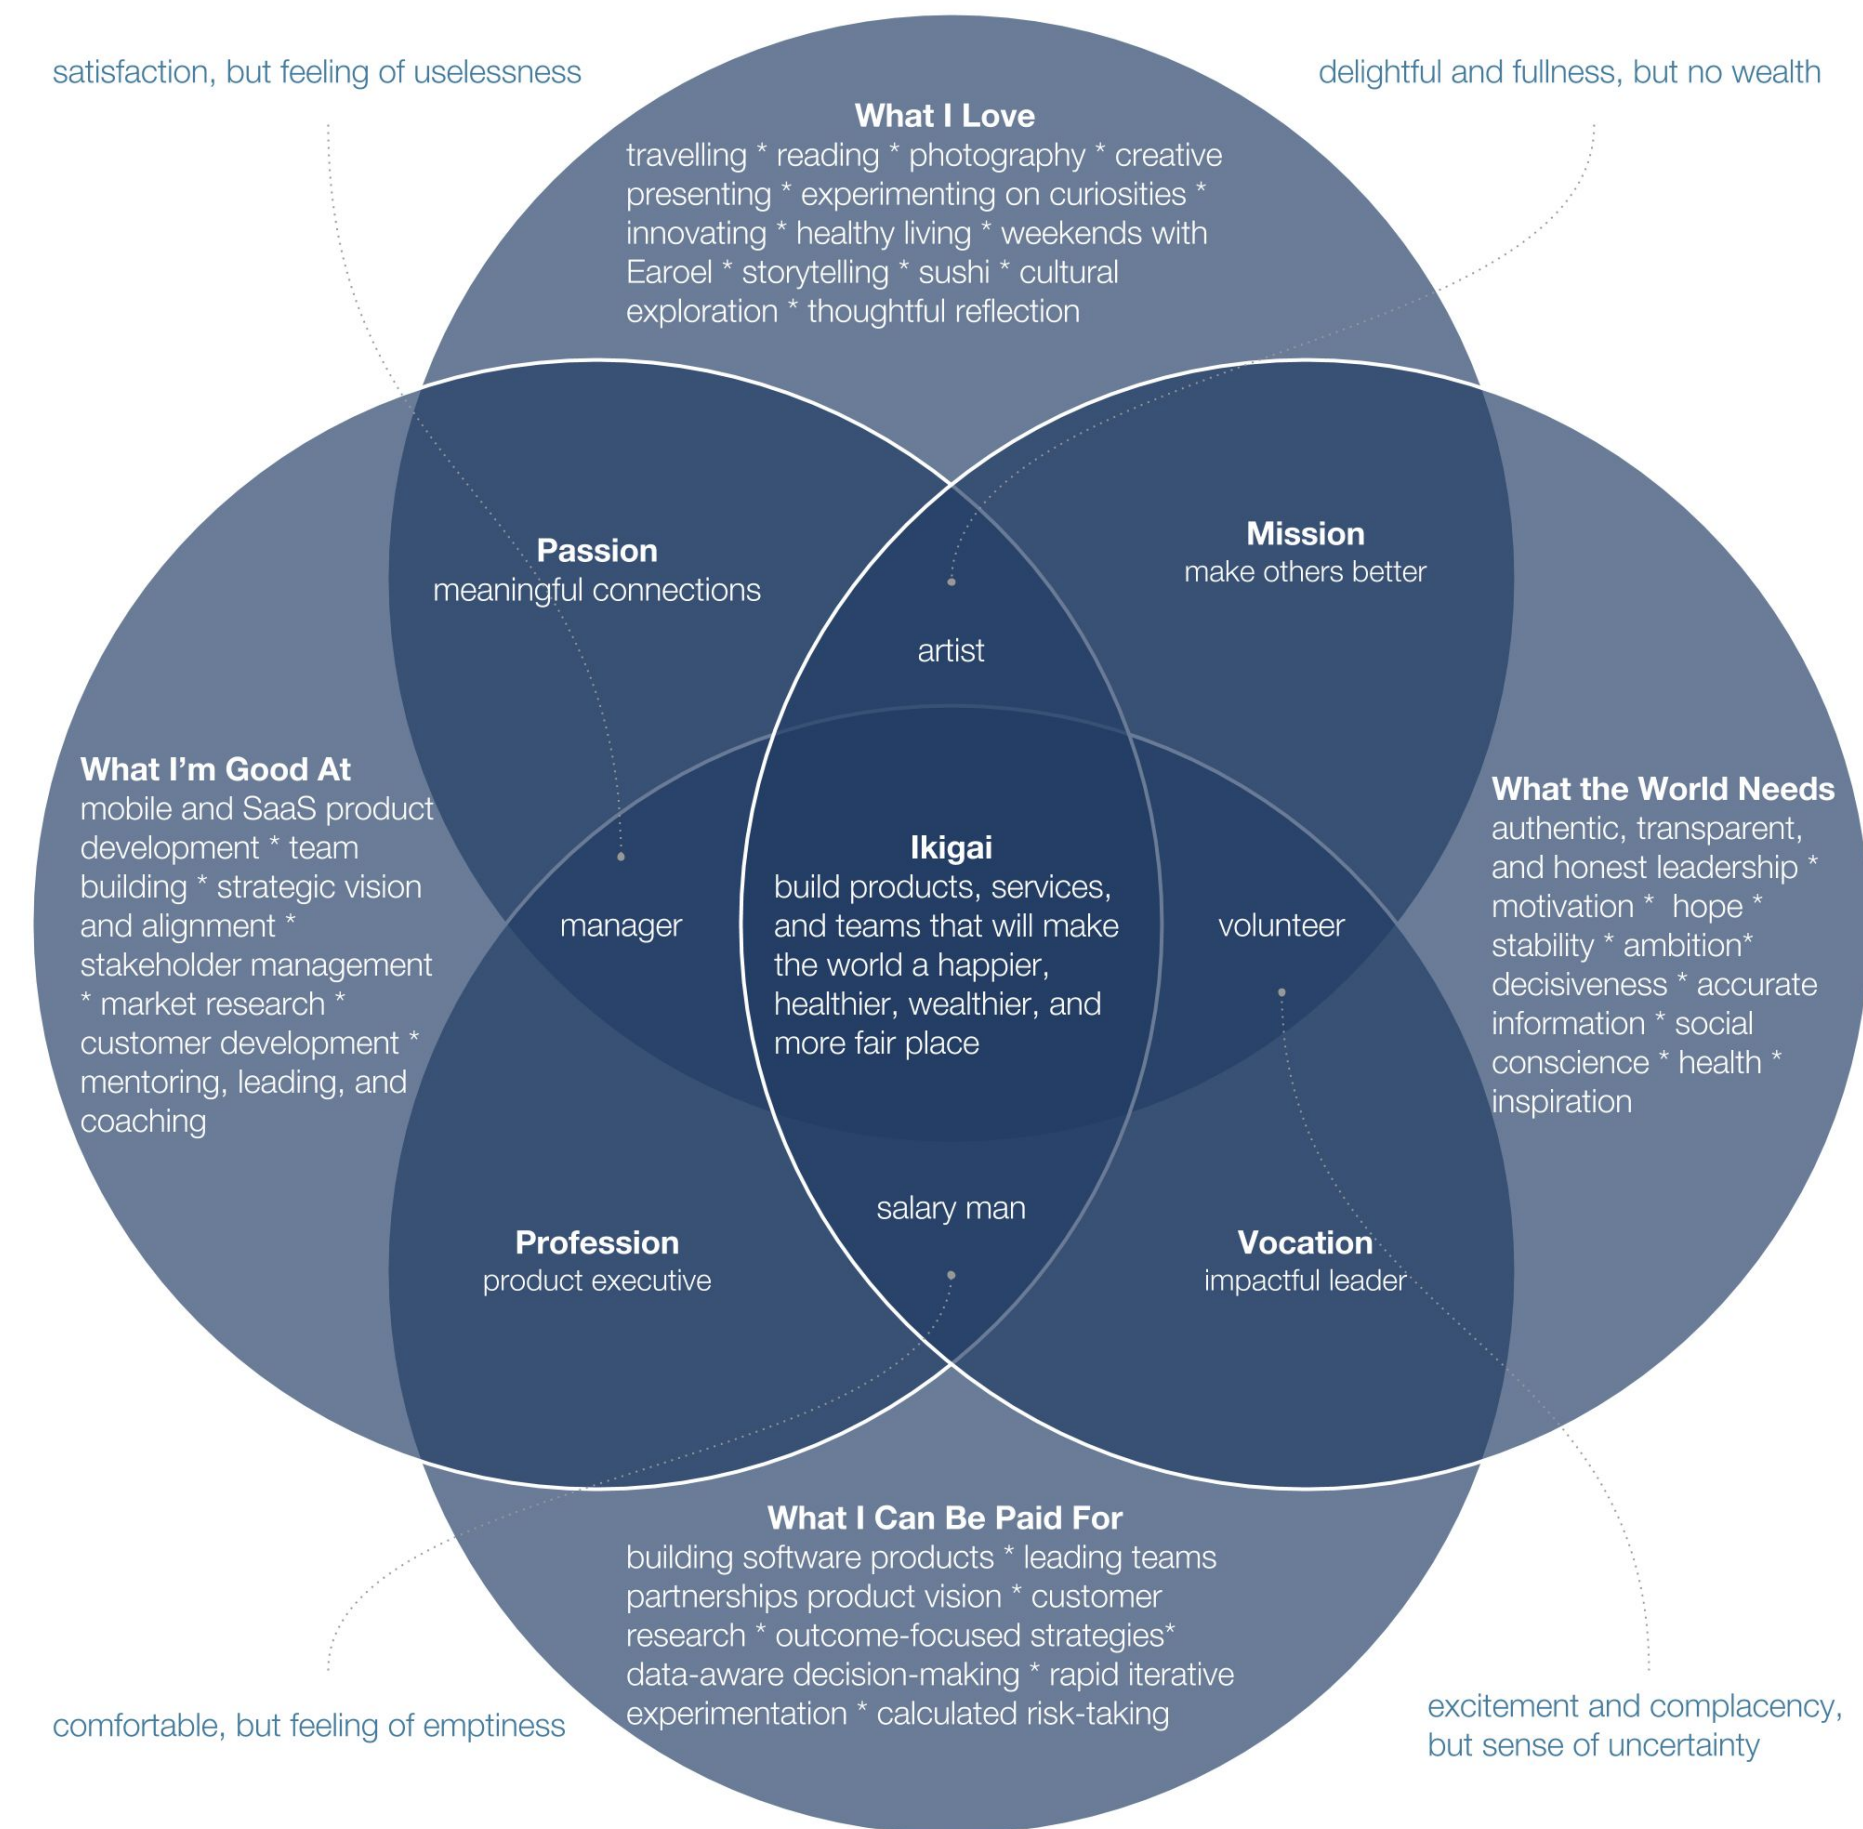 satisfaction, but feeling of uselessness
delightful and fullness, but no wealth
What I Love
travelling * reading * photography * creative
presenting * experimenting on curiosities *
innovating * healthy living * weekends with
Earoel * storytelling * sushi * cultural
exploration * thoughtful reflection
Passion
meaningful connections
Mission
make others better
artist
What I'm Good At
mobile and SaaS product
development * team
building * strategic vision
and alignment *
stakeholder management
* market research *
customer development *
mentoring, leading, and
coaching
manager
Ikigai
build products, services,
and teams that will make
the world a happier,
healthier, wealthier, and
more fair place
volunteer
What the World Needs
authentic, transparent,
and honest leadership *
motivation *  hope *
stability * ambition*
decisiveness * accurate
information * social
conscience * health *
inspiration
salary man
Profession
product executive
Vocation
impactful leader
What I Can Be Paid For
building software products * leading teams
partnerships product vision * customer
research * outcome-focused strategies*
data-aware decision-making * rapid iterative
experimentation * calculated risk-taking
comfortable, but feeling of emptiness
excitement and complacency,
but sense of uncertainty